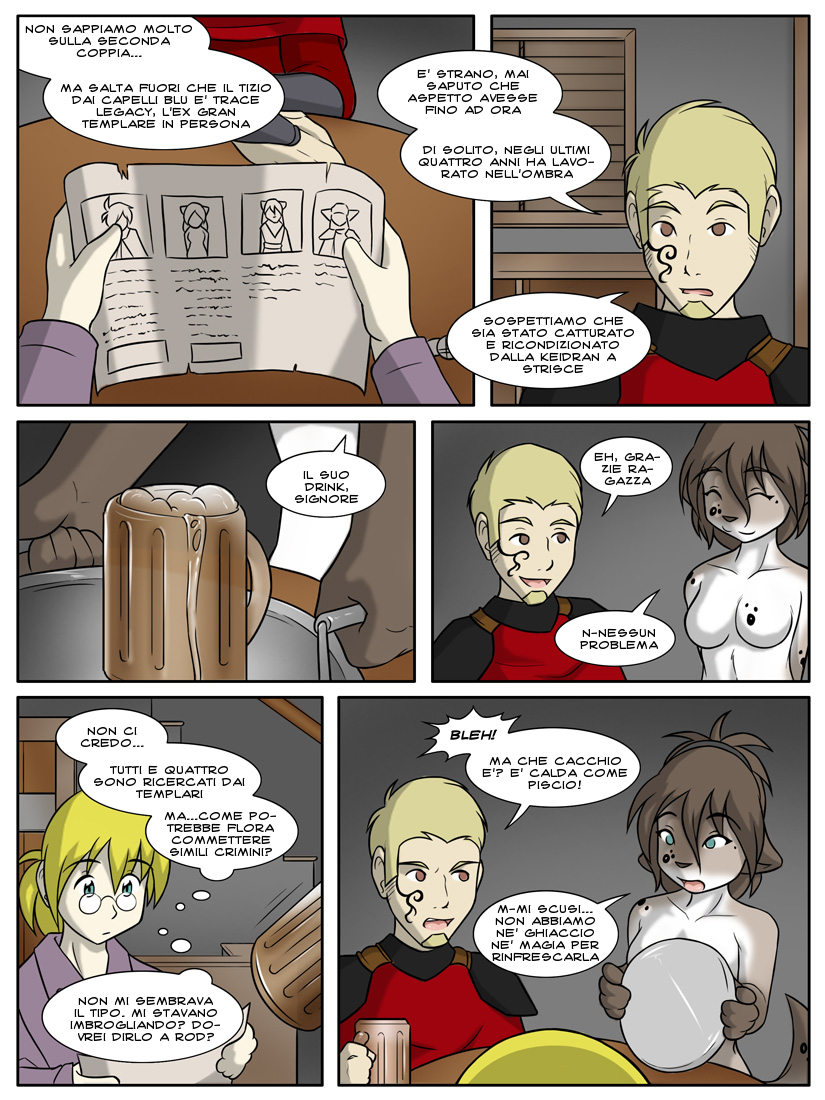 NON SAPPIAMO MOLTO
SULLA SECONDA
COPPIA...
MA SALTA FUORI CHE IL TIZIO
DAI CAPELLI BLU E' TRACE
LEGACY, L'EX GRAN
TEMPLARE IN PERSONA
E' STRANO, MAI
SAPUTO CHE
ASPETTO AVESSE
FINO AD ORA
DI SOLITO, NEGLI ULTIMI
QUATTRO ANNI HA LAVO-
RATO NELL'OMBRA
SOSPETTIAMO CHE
SIA STATO CATTURATO
E RICONDIZIONATO
DALLA KEIDRAN A
STRISCE
IL SUO
DRINK,
SIGNORE
EH, GRA-
ZIE RA-
GAZZA
N-NESSUN
PROBLEMA
NON CI
CREDO...
TUTTI E QUATTRO
SONO RICERCATI DAI
TEMPLARI
MA...COME PO-
TREBBE FLORA
COMMETTERE
SIMILI CRIMINI?
NON MI SEMBRAVA
IL TIPO. MI STAVANO
IMBROGLIANDO? DO-
VREI DIRLO A ROD?
BLEH!
MA CHE CACCHIO
E'? E' CALDA COME
PISCIO!
M-MI SCUSI...
NON ABBIAMO
NE' GHIACCIO
NE' MAGIA PER
RINFRESCARLA